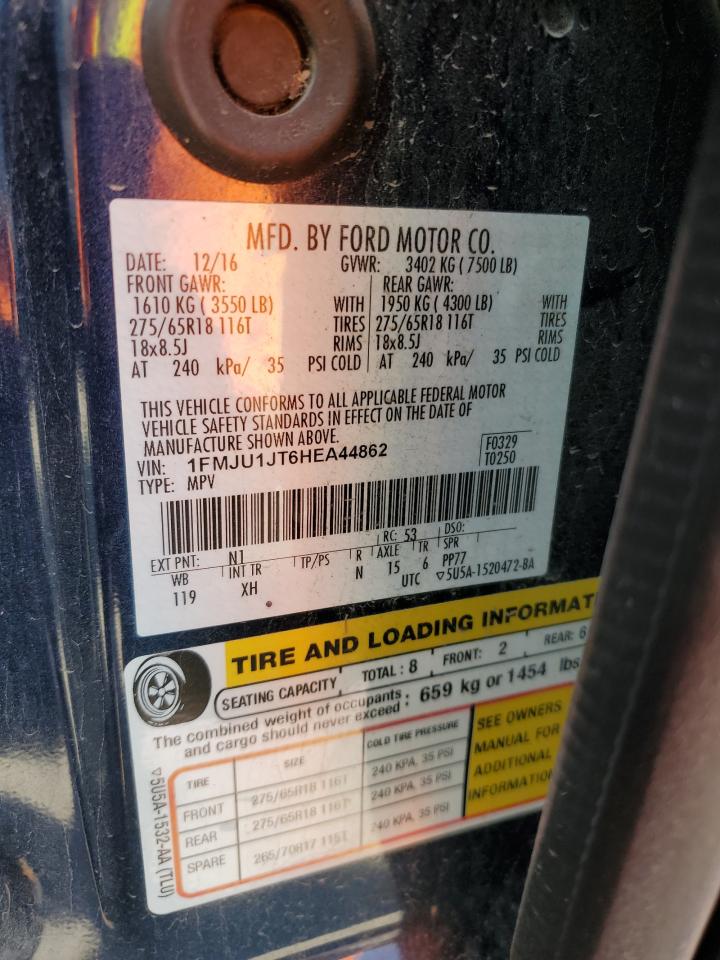 MFD. BY FORD MOTOR CO.
DATE: 12/16 GVWR: 3402 KG ( 7500 LB)
FRONT GAWR: REAR GAWR:
1610 KG ( 3550 LB) WITH 1950 KG ( 4300 LB) WITH
275/65R18 116T TIRES 275/65R18 116T TIRES
18x8.5J RIMS 18x8.5J RIMS
AT 240 kPa/ 35 PSI COLD AT 240 kPa/ 35 PSI COLD
THIS VEHICLE CONFORMS TO ALL APPLICABLE FEDERAL MOTOR
VEHICLE SAFETY STANDARDS IN EFFECT ON THE DATE OF
MANUFACTURE SHOWN ABOVE.
VIN: 1FMJU1JT6HEA44862 F0329
TYPE: MPV T0250
EXT PNT: N1 RC: 53 DSO:
WB INT TR TP/PS R AXLE TR SPR
119 XH N 15 6 PP77
UTC ▽5U5A-1520472-BA
TIRE AND LOADING INFORMAT
SEATING CAPACITY TOTAL : 8 FRONT: 2 REAR: 6
The combined weight of occupants : 659 kg or 1454 lbs
and cargo should never exceed :
TIRE SIZE COLD TIRE PRESSURE
FRONT 275/65R18 116T 240 KPA, 35 PSI
REAR 275/65R18 116T 240 KPA, 35 PSI
SPARE 265/70R17 115T 240 KPA, 35 PSI
SEE OWNERS
MANUAL FOR
ADDITIONAL
INFORMATION
▽5U5A-1532-AA (TLU)